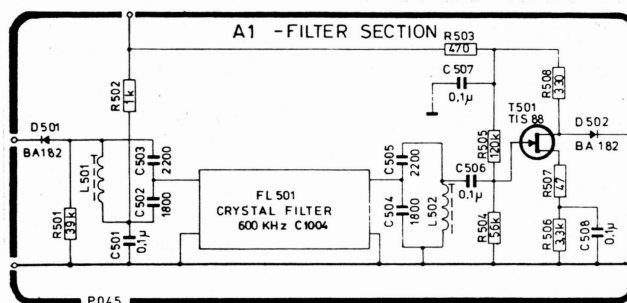 A1 - FILTER SECTION
R503
470
C507
0,1µ
R502
1k
R508
330
T501
TIS 88
D502
BA 182
D501
BA182
L501
C503
2200
C502
1800
R501
39k
C501
0,1µ
FL 501
CRYSTAL FILTER
600 KHz C1004
C505
2200
C504
1800
L502
C506
0,1µ
R505
120k
R504
56k
R507
47
R506
3,3k
C508
0,1µ
P045